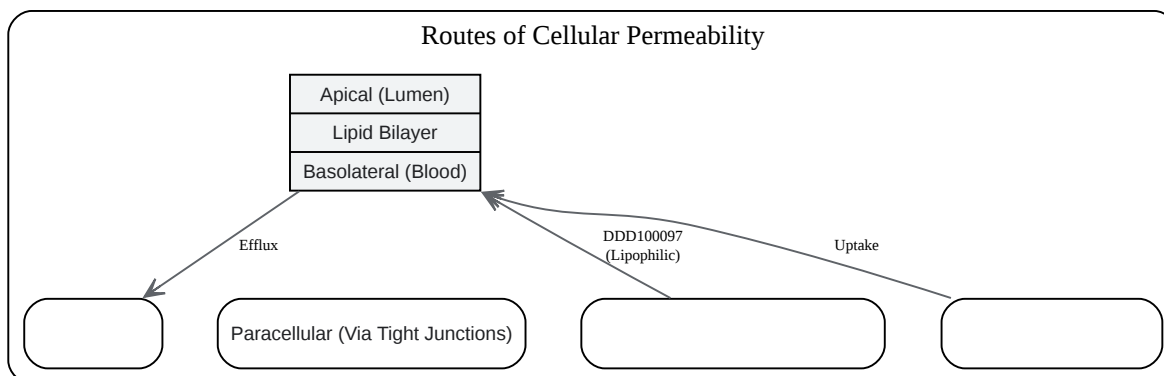 Routes of Cellular Permeability
Apical (Lumen)
Lipid Bilayer
Basolateral (Blood)
Efflux
DDD100097
(Lipophilic)
Uptake
Paracellular (Via Tight Junctions)